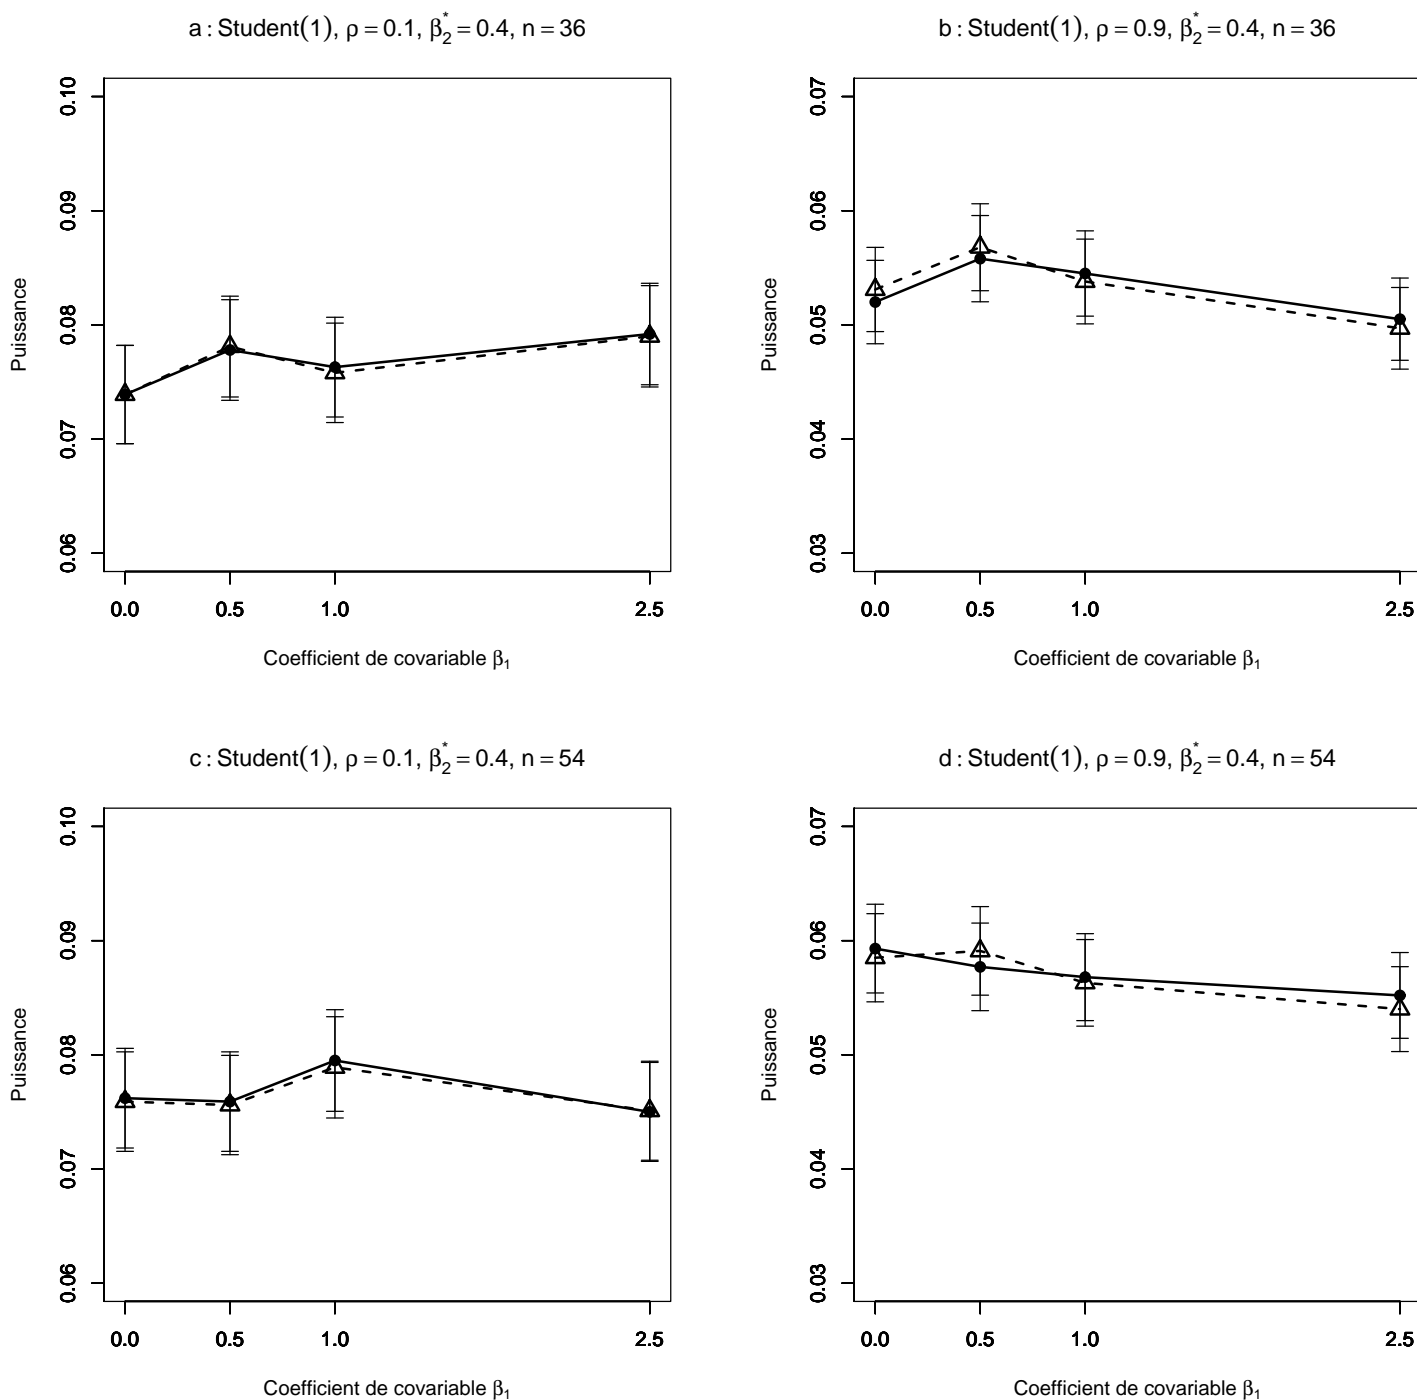 a : Student(1), ρ = 0.1, β₂* = 0.4, n = 36
0.10
0.09
0.08
0.07
0.06
Puissance
0.0 0.5 1.0 2.5
Coefficient de covariable β₁
b : Student(1), ρ = 0.9, β₂* = 0.4, n = 36
0.07
0.06
0.05
0.04
0.03
Puissance
0.0 0.5 1.0 2.5
Coefficient de covariable β₁
c : Student(1), ρ = 0.1, β₂* = 0.4, n = 54
0.10
0.09
0.08
0.07
0.06
Puissance
0.0 0.5 1.0 2.5
Coefficient de covariable β₁
d : Student(1), ρ = 0.9, β₂* = 0.4, n = 54
0.07
0.06
0.05
0.04
0.03
Puissance
0.0 0.5 1.0 2.5
Coefficient de covariable β₁